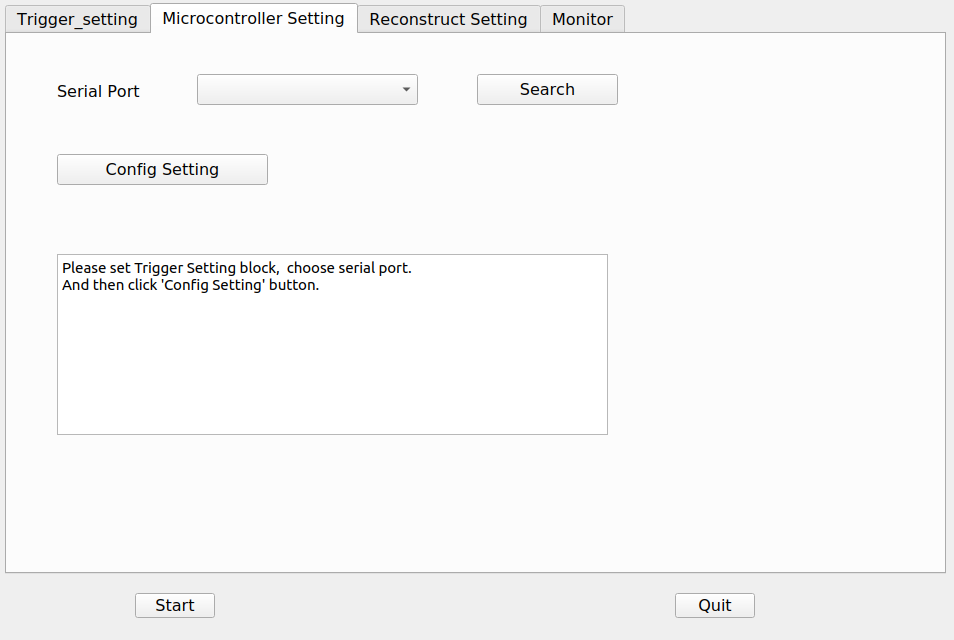 Trigger_setting Microcontroller Setting Reconstruct Setting Monitor
Serial Port Search
Config Setting
Please set Trigger Setting block,  choose serial port.
And then click 'Config Setting' button.
Start Quit